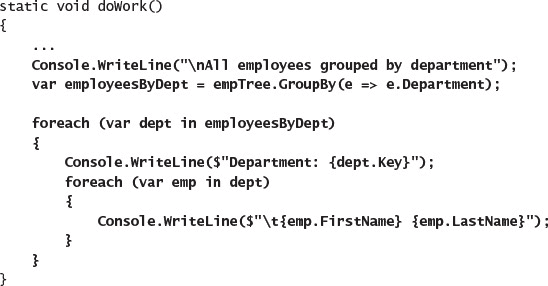 static void doWork()
{
    ...
    Console.WriteLine("\nAll employees grouped by department");
    var employeesByDept = empTree.GroupBy(e => e.Department);

    foreach (var dept in employeesByDept)
    {
        Console.WriteLine($"Department: {dept.Key}");
        foreach (var emp in dept)
        {
            Console.WriteLine($"\t{emp.FirstName} {emp.LastName}");
        }
    }
}